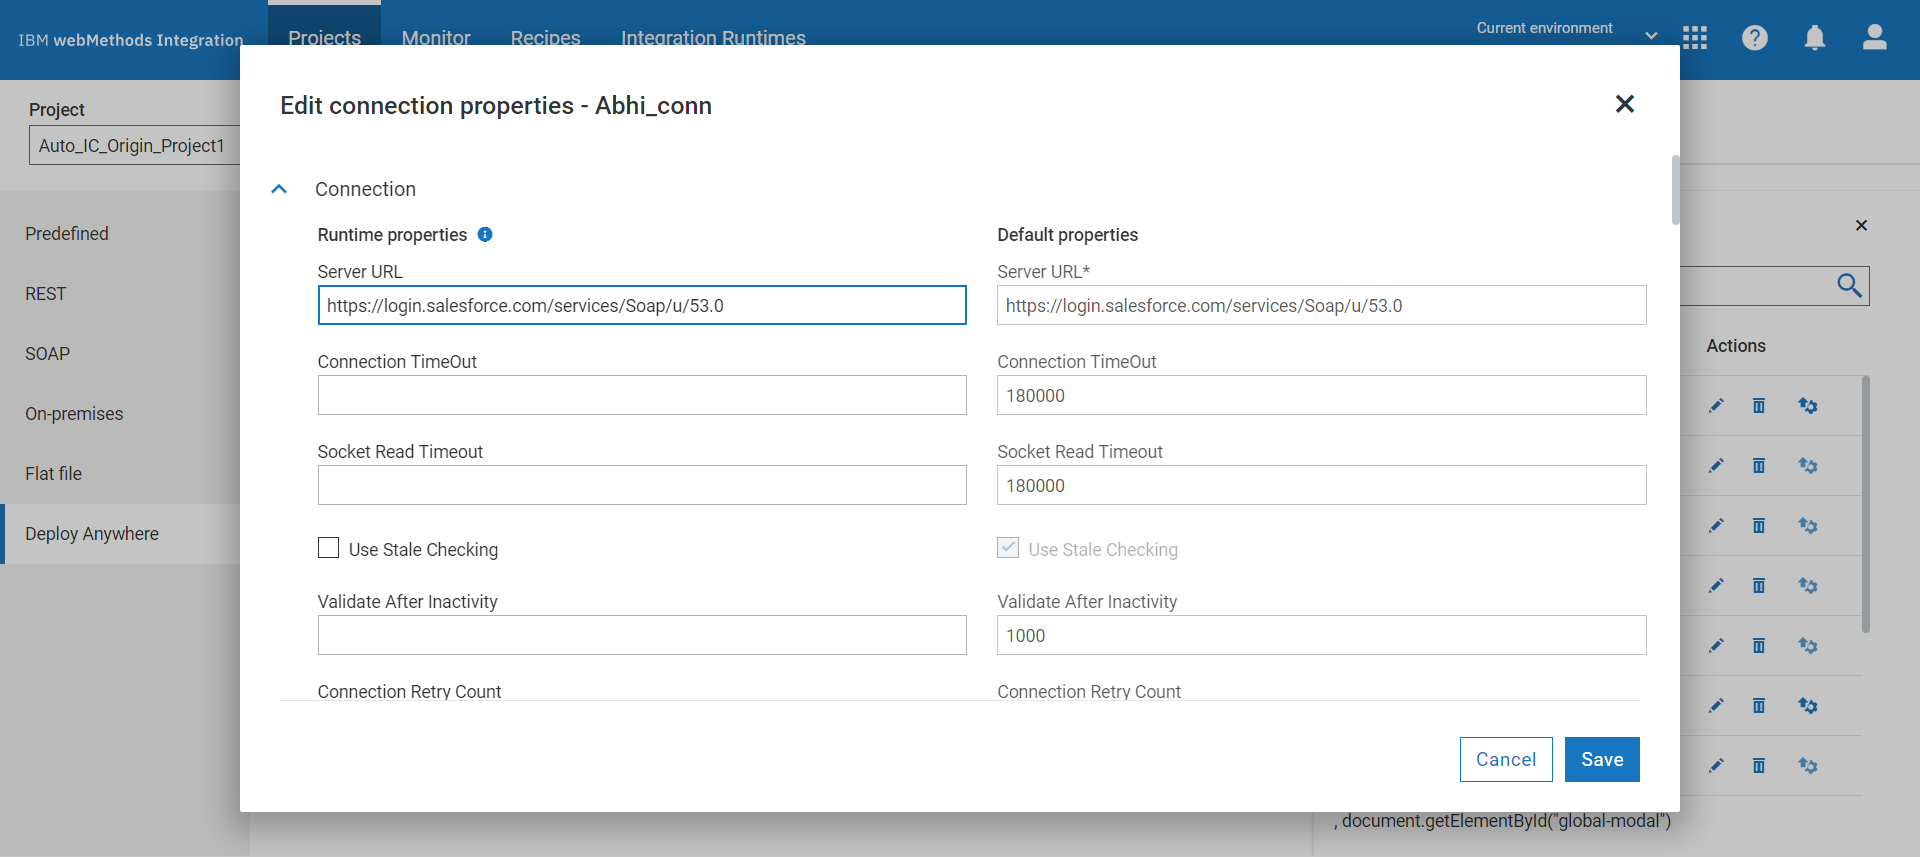 IBM webMethods Integration
Projects
Monitor
Recipes
Integration Runtimes
Current environment
Project
Auto_IC_Origin_Project1
Predefined
REST
SOAP
On-premises
Flat file
Deploy Anywhere
Edit connection properties - Abhi_conn
Connection
Runtime properties
Default properties
Server URL
Server URL*
https://login.salesforce.com/services/Soap/u/53.0
https://login.salesforce.com/services/Soap/u/53.0
Connection TimeOut
Connection TimeOut
180000
Socket Read Timeout
Socket Read Timeout
180000
Use Stale Checking
Use Stale Checking
Validate After Inactivity
Validate After Inactivity
1000
Connection Retry Count
Connection Retry Count
Cancel
Save
Actions
, document.getElementById("global-modal")